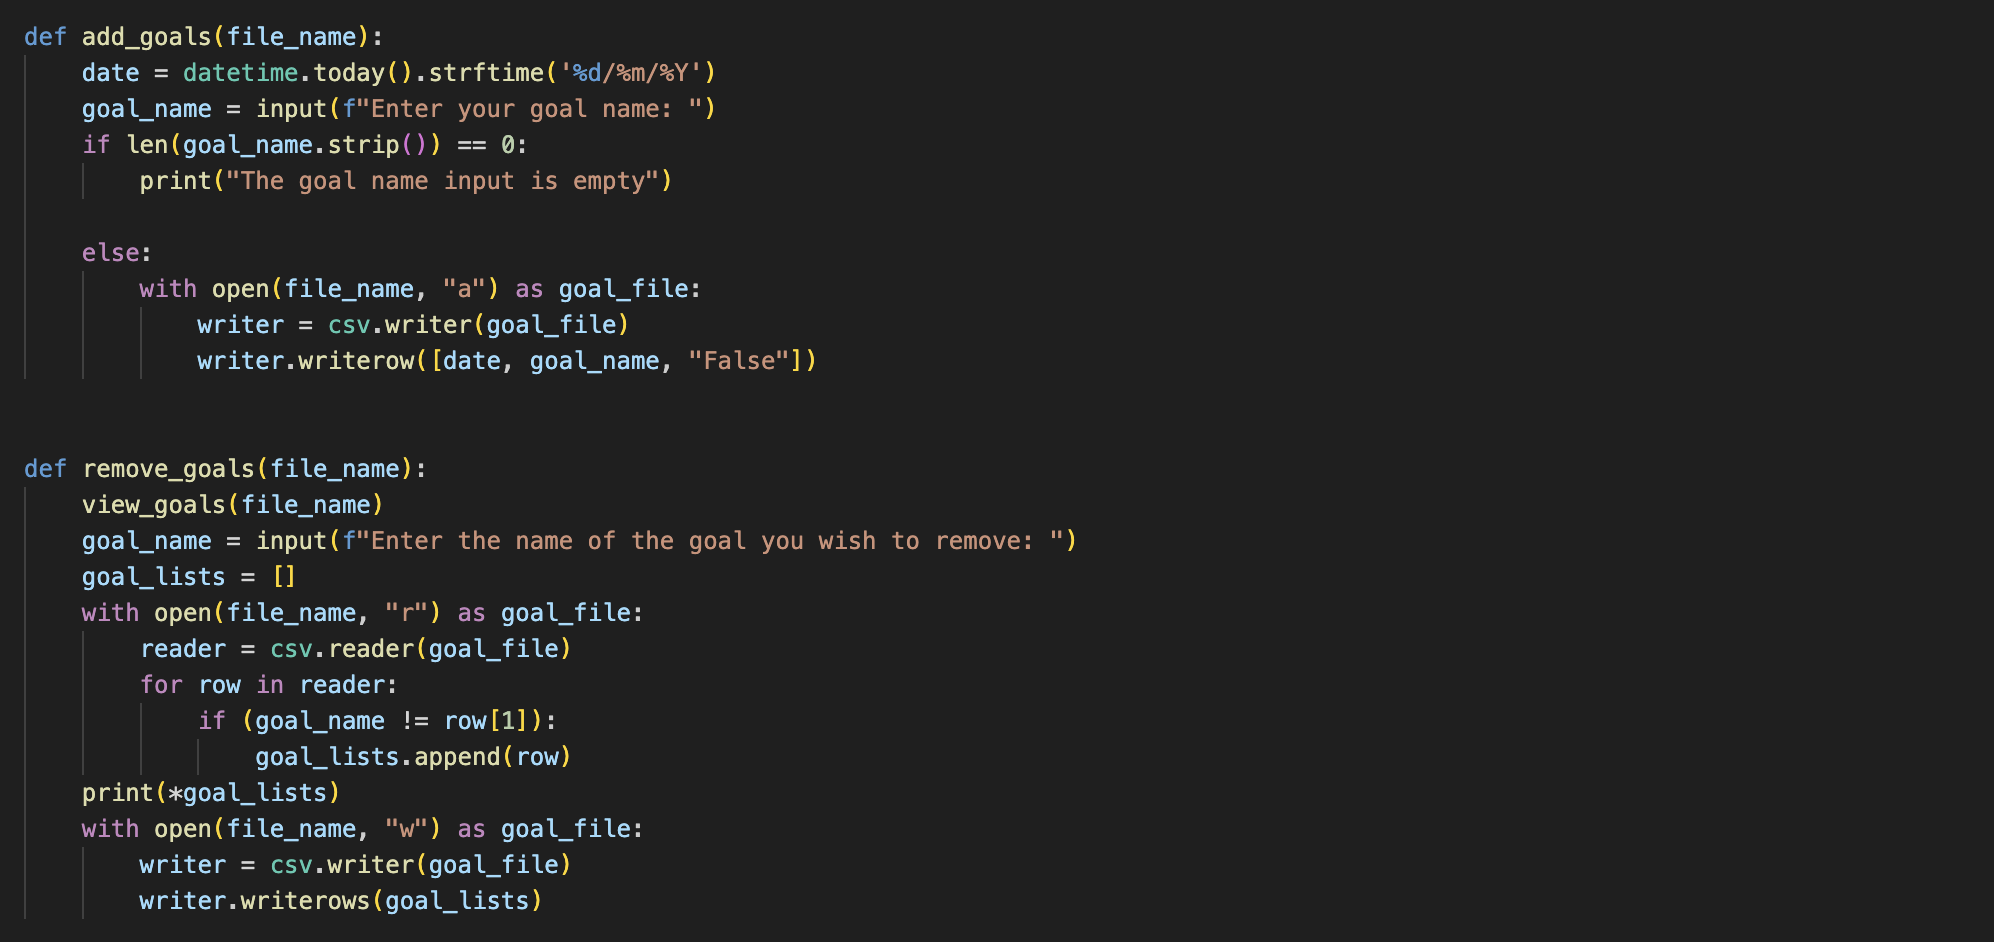 def add_goals(file_name):
    date = datetime.today().strftime('%d/%m/%Y')
    goal_name = input(f"Enter your goal name: ")
    if len(goal_name.strip()) == 0:
        print("The goal name input is empty")

    else:
        with open(file_name, "a") as goal_file:
            writer = csv.writer(goal_file)
            writer.writerow([date, goal_name, "False"])


def remove_goals(file_name):
    view_goals(file_name)
    goal_name = input(f"Enter the name of the goal you wish to remove: ")
    goal_lists = []
    with open(file_name, "r") as goal_file:
        reader = csv.reader(goal_file)
        for row in reader:
            if (goal_name != row[1]):
                goal_lists.append(row)
    print(*goal_lists)
    with open(file_name, "w") as goal_file:
        writer = csv.writer(goal_file)
        writer.writerows(goal_lists)